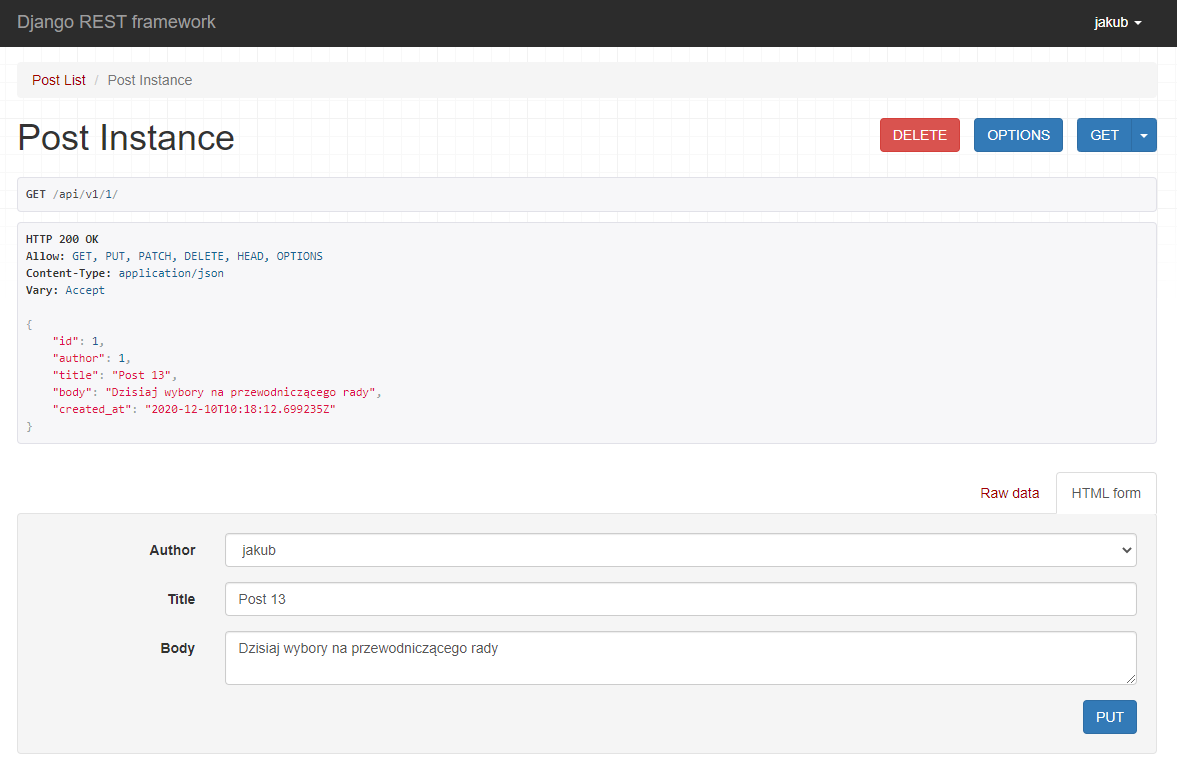 Django REST framework
jakub
Post List / Post Instance
Post Instance
DELETE
OPTIONS
GET
GET /api/v1/1/
HTTP 200 OK
Allow: GET, PUT, PATCH, DELETE, HEAD, OPTIONS
Content-Type: application/json
Vary: Accept
{
"id": 1,
"author": 1,
"title": "Post 13",
"body": "Dzisiaj wybory na przewodniczącego rady",
"created_at": "2020-12-10T10:18:12.699235Z"
}
Raw data
HTML form
Author
jakub
Title
Post 13
Body
Dzisiaj wybory na przewodniczącego rady
PUT